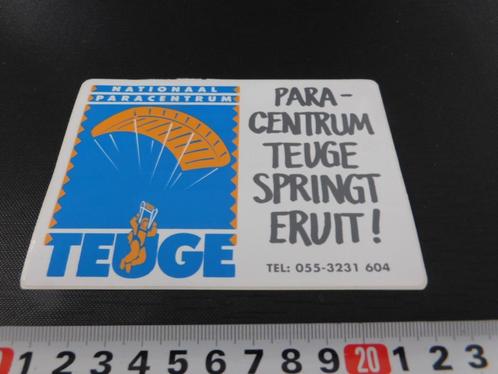 NATIONAAL
PARACENTRUM
TEUGE
PARA-
CENTRUM
TEUGE
SPRINGT
ERUIT!
TEL: 055-3231 604
1 2 3 4 5 6 7 8 9 20 1 2 3